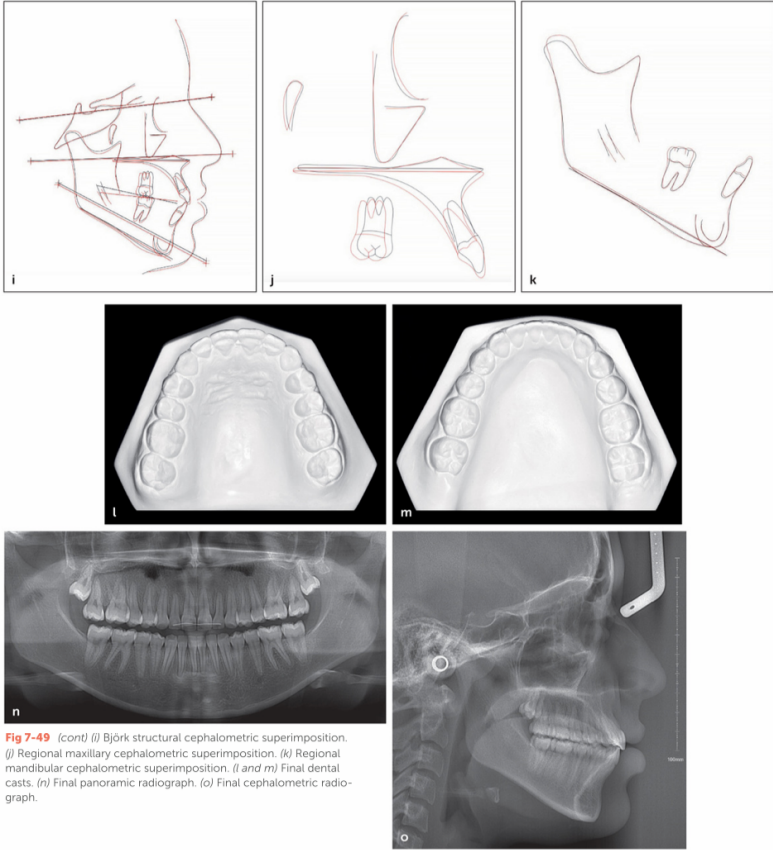 i
j
k
l
m
n
o
100mm
Fig 7-49 (cont) (i) Björk structural cephalometric superimposition.
(j) Regional maxillary cephalometric superimposition. (k) Regional
mandibular cephalometric superimposition. (l and m) Final dental
casts. (n) Final panoramic radiograph. (o) Final cephalometric radio-
graph.